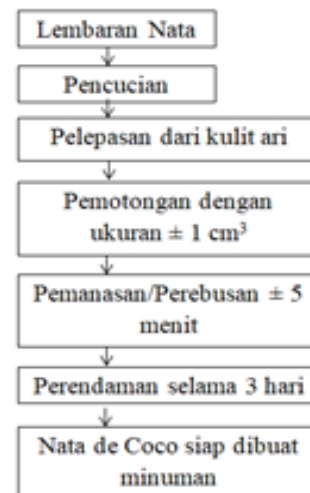 Lembaran Nata
Pencucian
Pelepasan dari kulit ari
Pemotongan dengan
ukuran ± 1 cm³
Pemanasan/Perebusan ± 5
menit
Perendaman selama 3 hari
Nata de Coco siap dibuat
minuman